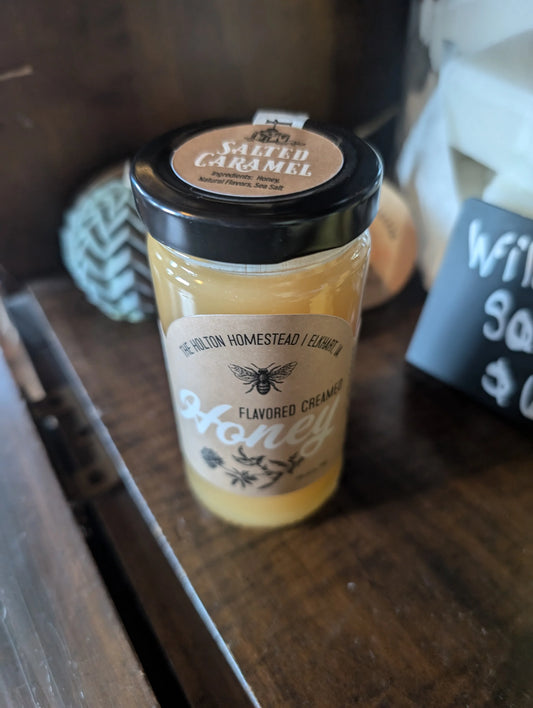 SALTED
CARAMEL
Ingredients: Honey,
Natural Flavors, Sea Salt
THE HOLTON HOMESTEAD | ELKHART, IA
FLAVORED CREAMED
Honey
$